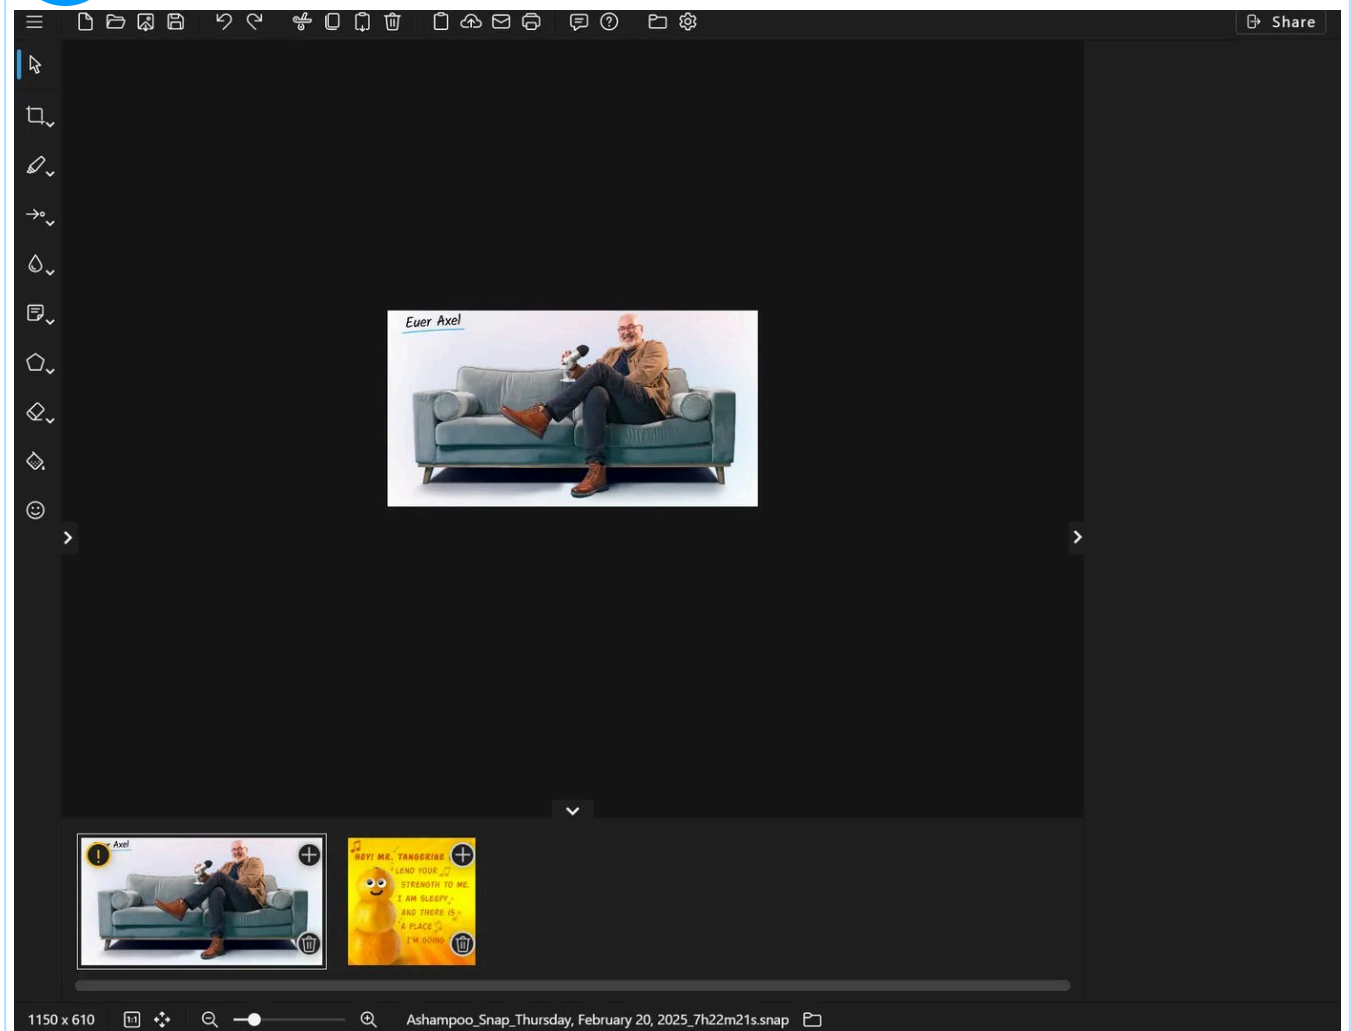 Share
Euer Axel
Axel
HEY! MR. TANGERINE
LEND YOUR
STRENGTH TO ME.
I AM SLEEPY
AND THERE IS
A PLACE
I'M GOING
1150 x 610
1:1
Ashampoo_Snap_Thursday, February 20, 2025_7h22m21s.snap